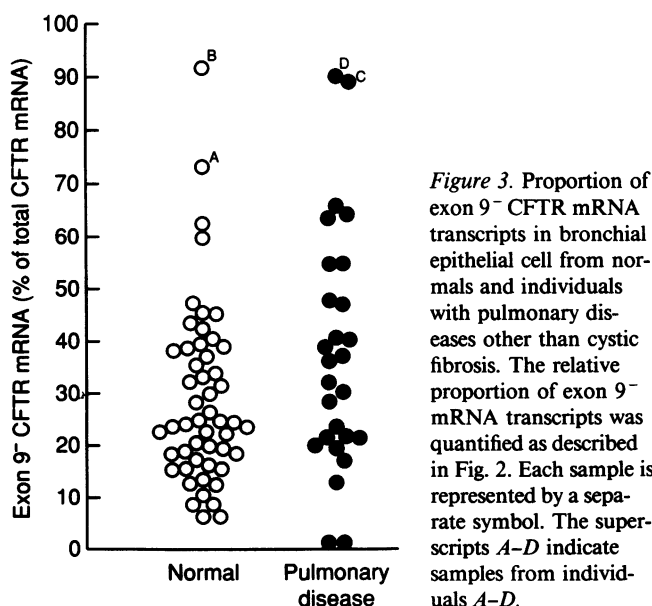 100
90
80
70
60
50
40
30
20
10
0
Exon 9⁻ CFTR mRNA (% of total CFTR mRNA)
B
A
D
C
Normal
Pulmonary
disease
Figure 3. Proportion of
exon 9⁻ CFTR mRNA
transcripts in bronchial
epithelial cell from nor-
mals and individuals
with pulmonary dis-
eases other than cystic
fibrosis. The relative
proportion of exon 9⁻
mRNA transcripts was
quantified as described
in Fig. 2. Each sample is
represented by a sepa-
rate symbol. The super-
scripts A–D indicate
samples from individ-
uals A–D.